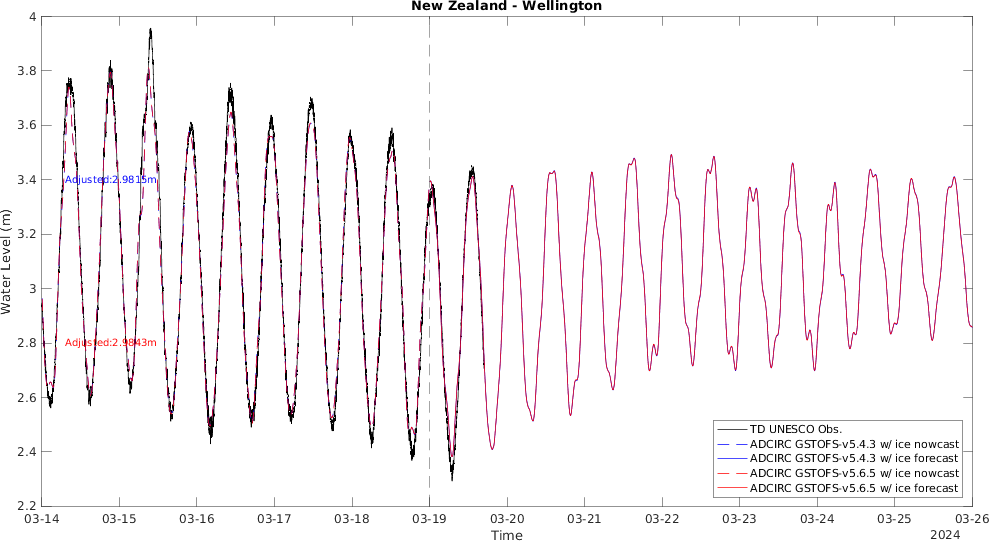 New Zealand - Wellington
4
3.8
3.6
3.4
3.2
3
2.8
2.6
2.4
2.2
Water Level (m)
Adjusted:2.9815m
Adjusted:2.9843m
TD UNESCO Obs.
ADCIRC GSTOFS-v5.4.3 w/ ice nowcast
ADCIRC GSTOFS-v5.4.3 w/ ice forecast
ADCIRC GSTOFS-v5.6.5 w/ ice nowcast
ADCIRC GSTOFS-v5.6.5 w/ ice forecast
03-14 03-15 03-16 03-17 03-18 03-19 03-20 03-21 03-22 03-23 03-24 03-25 03-26
Time
2024